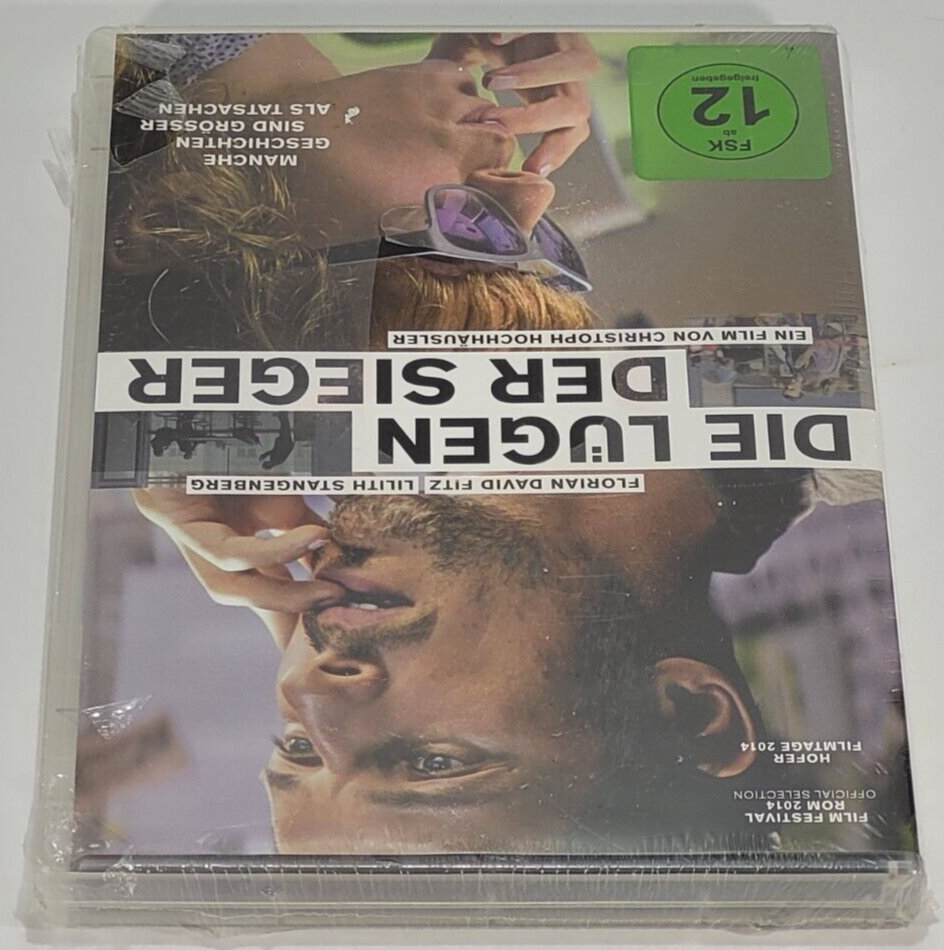 FILM FESTIVAL
ROM 2014
OFFICIAL SELECTION
HOFER
FILMTAGE 2014
FLORIAN DAVID FITZ LILITH STANGENBERG
DIE LÜGEN
DER SIEGER
EIN FILM VON CHRISTOPH HOCHHÄUSLER
MANCHE
GESCHICHTEN
SIND GRÖSSER
ALS TATSACHEN
FSK
ab
12
freigegeben